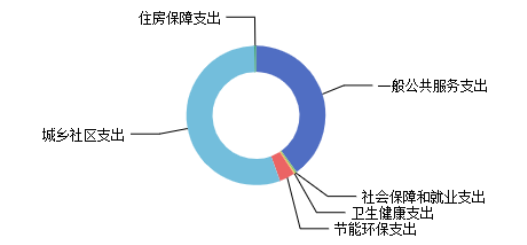 住房保障支出
一般公共服务支出
城乡社区支出
社会保障和就业支出
卫生健康支出
节能环保支出